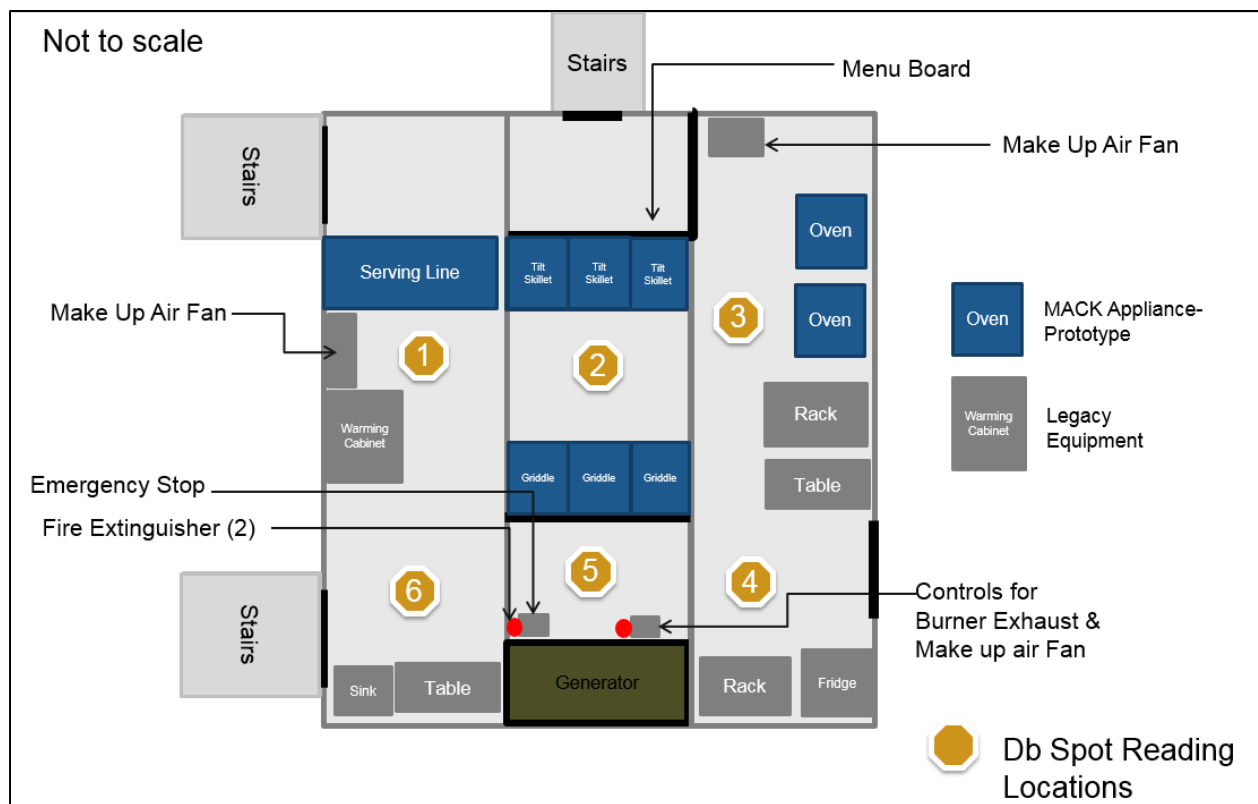 Not to scale
Stairs
Menu Board
Make Up Air Fan
Stairs
Oven
Serving Line
Tilt
Skillet
Tilt
Skillet
Tilt
Skillet
Make Up Air Fan
1
2
3
Oven
Oven
MACK Appliance-
Prototype
Warming
Cabinet
Rack
Warming
Cabinet
Legacy
Equipment
Emergency Stop
Griddle
Griddle
Griddle
Table
Fire Extinguisher (2)
6
5
4
Controls for
Burner Exhaust &
Make up air Fan
Stairs
Sink
Table
Generator
Rack
Fridge
Db Spot Reading
Locations